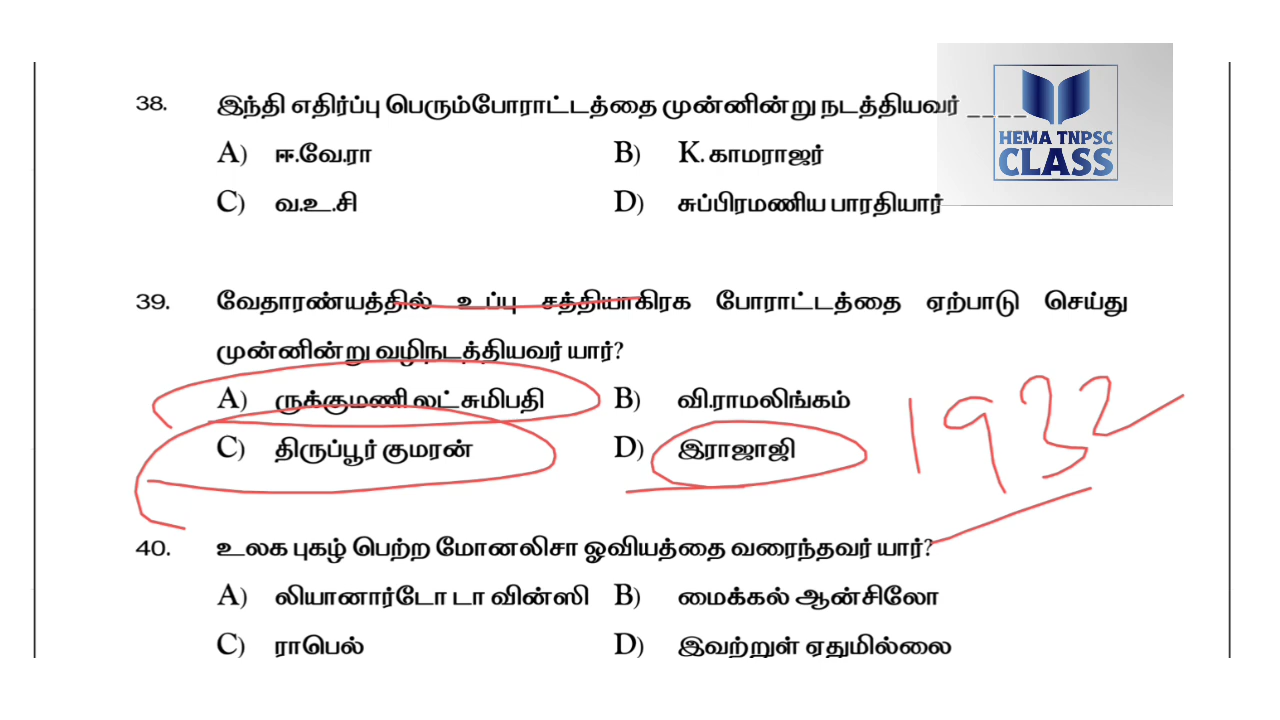 38. இந்தி எதிர்ப்பு பெரும்போராட்டத்தை முன்னின்று நடத்தியவர் ____
HEMA TNPSC
CLASS
A) ஈ.வே.ரா B) K. காமராஜர்
C) வ.உ.சி D) சுப்பிரமணிய பாரதியார்
39. வேதாரண்யத்தில் உப்பு சத்தியாகிரக போராட்டத்தை ஏற்பாடு செய்து
முன்னின்று வழிநடத்தியவர் யார்?
A) ருக்குமணி லட்சுமிபதி B) வி.ராமலிங்கம்
C) திருப்பூர் குமரன் D) இராஜாஜி
1932
40. உலக புகழ் பெற்ற மோனலிசா ஓவியத்தை வரைந்தவர் யார்?
A) லியானார்டோ டா வின்ஸி B) மைக்கல் ஆன்சிலோ
C) ராபெல் D) இவற்றுள் ஏதுமில்லை